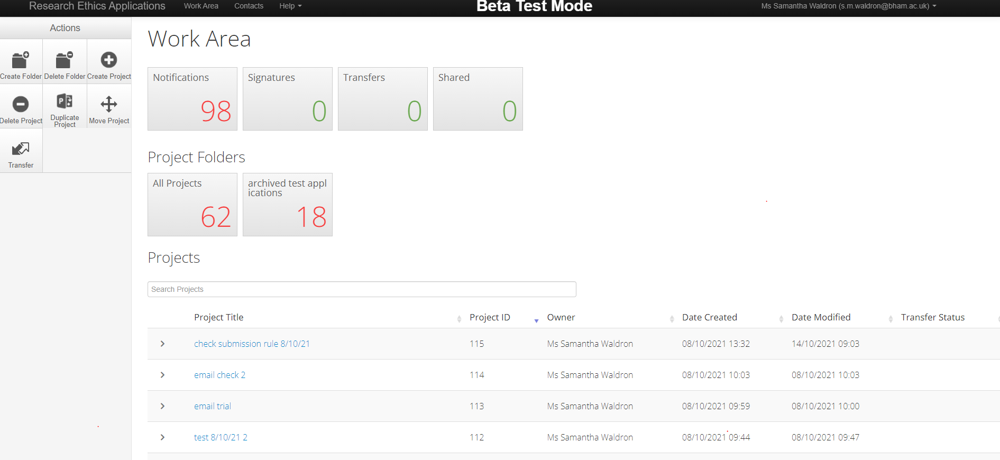 Research Ethics Applications Work Area Contacts Help Beta Test Mode Ms Samantha Waldron (s.m.waldron@bham.ac.uk)
Actions
Create Folder Delete Folder Create Project
Delete Project Duplicate Project Move Project
Transfer
Work Area
Notifications Signatures Transfers Shared
98 0 0 0
Project Folders
All Projects archived test appl
ications
62 18
Projects
Search Projects
Project Title Project ID Owner Date Created Date Modified Transfer Status
check submission rule 8/10/21 115 Ms Samantha Waldron 08/10/2021 13:32 14/10/2021 09:03
email check 2 114 Ms Samantha Waldron 08/10/2021 10:03 08/10/2021 10:03
email trial 113 Ms Samantha Waldron 08/10/2021 09:59 08/10/2021 10:00
test 8/10/21 2 112 Ms Samantha Waldron 08/10/2021 09:44 08/10/2021 09:47